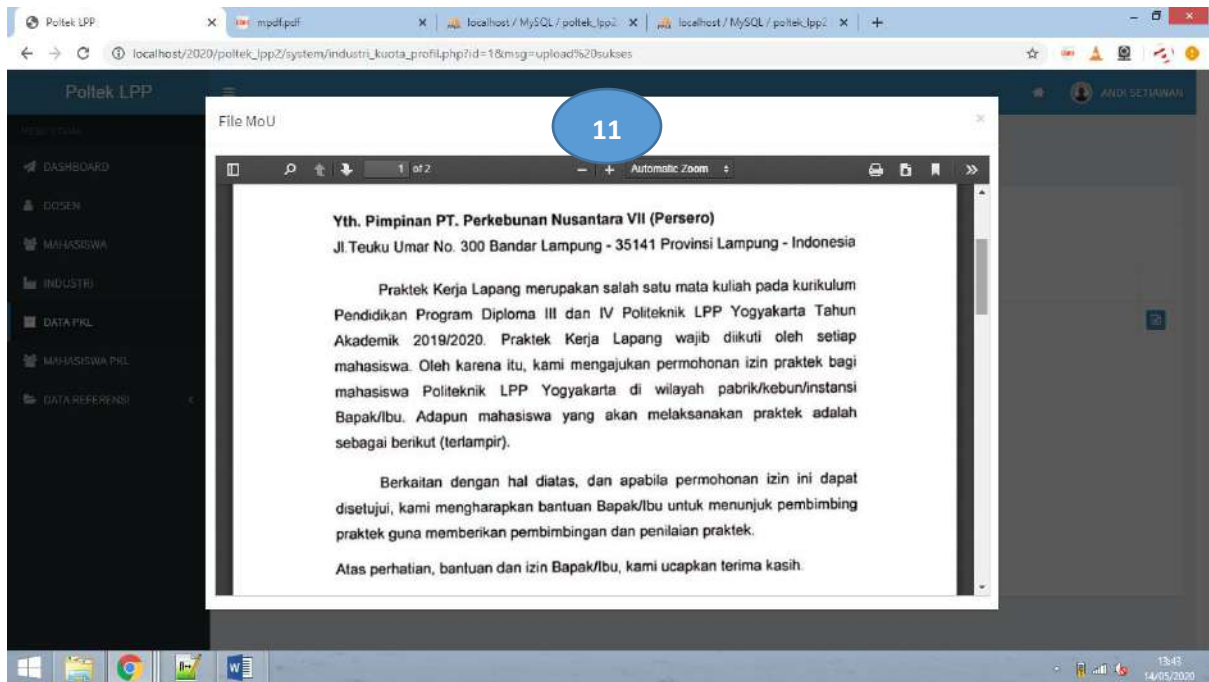 Poltek LPP
mpdf.pdf
localhost / MySQL / poltek_lpp2
localhost / MySQL / poltek_lpp2
localhost/2020/poltek_lpp2/system/industri_kuota_profil.php?id=1&msg=upload%20sukses
Poltek LPP
ANDI SETIAWAN
File MoU
11
DASHBOARD
DOSEN
MAHASISWA
INDUSTRI
DATA PKL
MAHASISWA PKL
DATA REFERENSI
1 of 2
Automatic Zoom
Yth. Pimpinan PT. Perkebunan Nusantara VII (Persero)
Jl.Teuku Umar No. 300 Bandar Lampung - 35141 Provinsi Lampung - Indonesia
Praktek Kerja Lapang merupakan salah satu mata kuliah pada kurikulum
Pendidikan Program Diploma III dan IV Politeknik LPP Yogyakarta Tahun
Akademik 2019/2020. Praktek Kerja Lapang wajib diikuti oleh setiap
mahasiswa. Oleh karena itu, kami mengajukan permohonan izin praktek bagi
mahasiswa Politeknik LPP Yogyakarta di wilayah pabrik/kebun/instansi
Bapak/Ibu. Adapun mahasiswa yang akan melaksanakan praktek adalah
sebagai berikut (terlampir).
Berkaitan dengan hal diatas, dan apabila permohonan izin ini dapat
disetujui, kami mengharapkan bantuan Bapak/Ibu untuk menunjuk pembimbing
praktek guna memberikan pembimbingan dan penilaian praktek.
Atas perhatian, bantuan dan izin Bapak/Ibu, kami ucapkan terima kasih.
13:43
14/05/2020